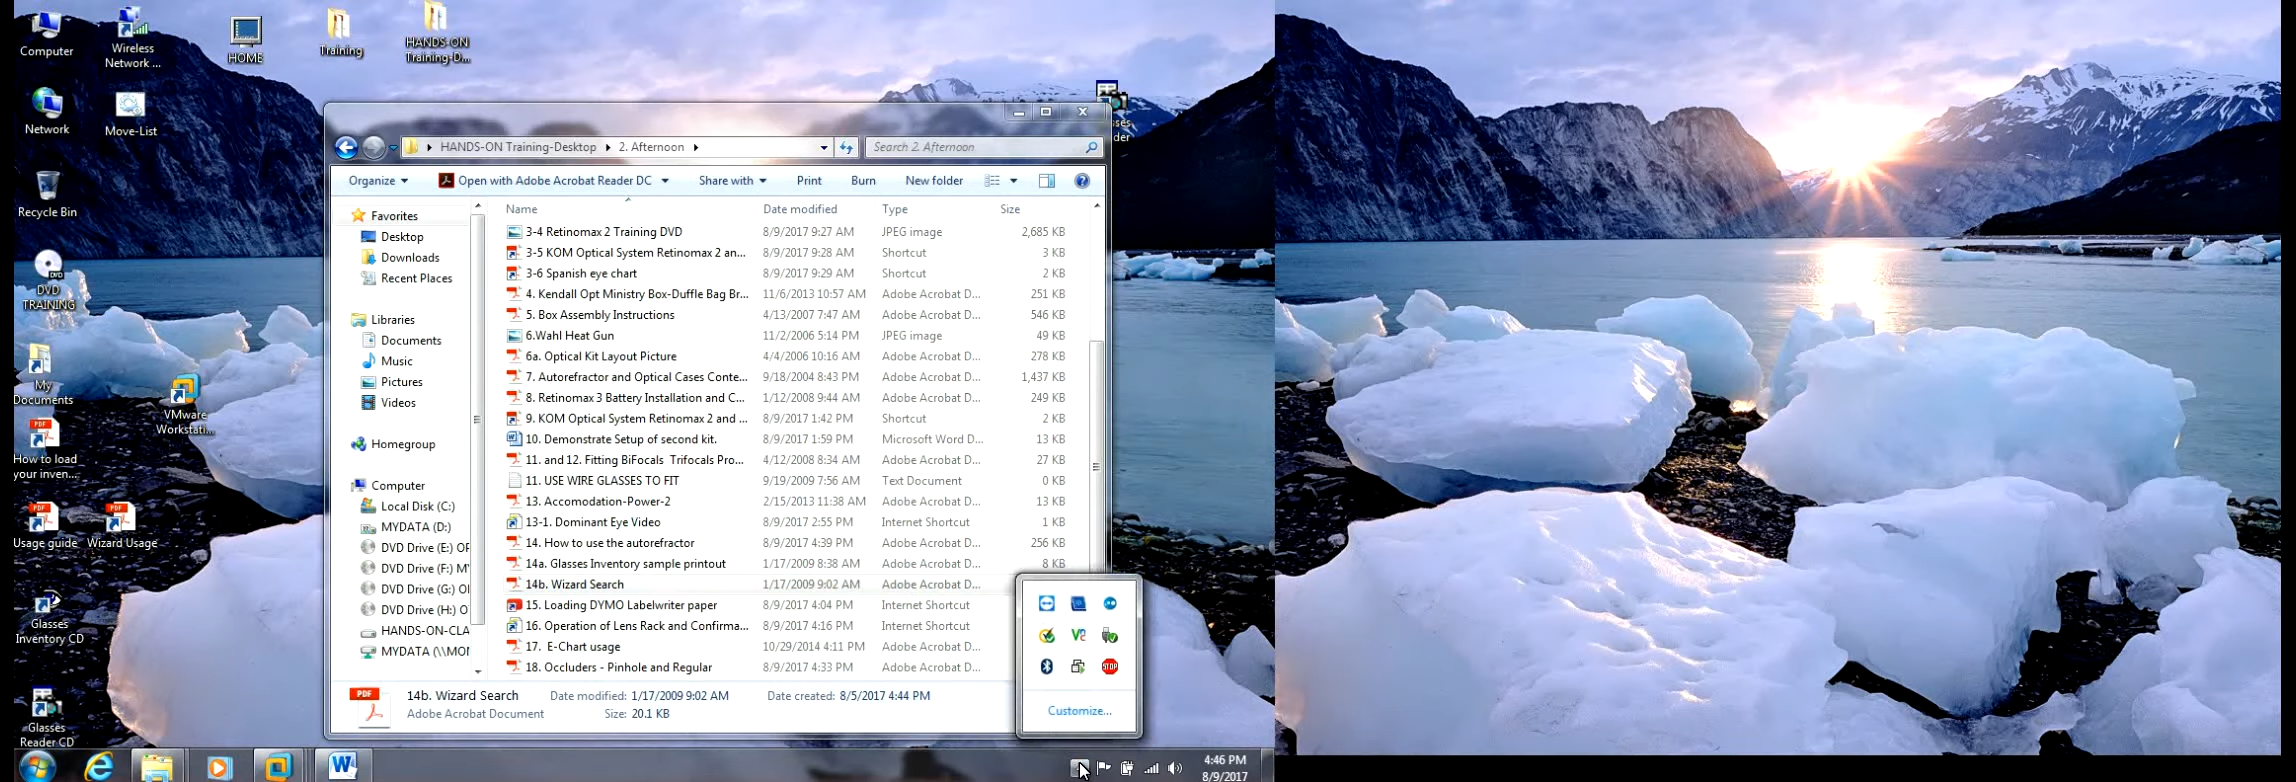 Computer
Wireless
Network ...
HOME
Training
HANDS-ON
Training-D...
Network
Move-List
Recycle Bin
DVD
TRAINING
My
Documents
VMware
Workstati...
How to load
your inven...
Usage guide
Wizard Usage
Glasses
Inventory CD
Glasses
Reader CD
HANDS-ON Training-Desktop
2. Afternoon
Search 2. Afternoon
Organize
Open with Adobe Acrobat Reader DC
Share with
Print
Burn
New folder
Favorites
Desktop
Downloads
Recent Places
Libraries
Documents
Music
Pictures
Videos
Homegroup
Computer
Local Disk (C:)
MYDATA (D:)
DVD Drive (E:) OF
DVD Drive (F:) M
DVD Drive (G:) O
DVD Drive (H:) O
HANDS-ON-CLA
MYDATA (\\MO
Name Date modified Type Size
3-4 Retinomax 2 Training DVD 8/9/2017 9:27 AM JPEG image 2,685 KB
3-5 KOM Optical System Retinomax 2 an... 8/9/2017 9:28 AM Shortcut 3 KB
3-6 Spanish eye chart 8/9/2017 9:29 AM Shortcut 2 KB
4. Kendall Opt Ministry Box-Duffle Bag Br... 11/6/2013 10:57 AM Adobe Acrobat D... 251 KB
5. Box Assembly Instructions 4/13/2007 7:47 AM Adobe Acrobat D... 546 KB
6.Wahl Heat Gun 11/2/2006 5:14 PM JPEG image 49 KB
6a. Optical Kit Layout Picture 4/4/2006 10:16 AM Adobe Acrobat D... 278 KB
7. Autorefractor and Optical Cases Conte... 9/18/2004 8:43 PM Adobe Acrobat D... 1,437 KB
8. Retinomax 3 Battery Installation and C... 1/12/2008 9:44 AM Adobe Acrobat D... 249 KB
9. KOM Optical System Retinomax 2 and ... 8/9/2017 1:42 PM Shortcut 2 KB
10. Demonstrate Setup of second kit. 8/9/2017 1:59 PM Microsoft Word D... 13 KB
11. and 12. Fitting BiFocals Trifocals Pro... 4/12/2008 8:34 AM Adobe Acrobat D... 27 KB
11. USE WIRE GLASSES TO FIT 9/19/2009 7:56 AM Text Document 0 KB
13. Accomodation-Power-2 2/15/2013 11:38 AM Adobe Acrobat D... 13 KB
13-1. Dominant Eye Video 8/9/2017 2:55 PM Internet Shortcut 1 KB
14. How to use the autorefractor 8/9/2017 4:39 PM Adobe Acrobat D... 256 KB
14a. Glasses Inventory sample printout 1/17/2009 8:38 AM Adobe Acrobat D... 8 KB
14b. Wizard Search 1/17/2009 9:02 AM Adobe Acrobat D...
15. Loading DYMO Labelwriter paper 8/9/2017 4:04 PM Internet Shortcut
16. Operation of Lens Rack and Confirma... 8/9/2017 4:16 PM Internet Shortcut
17. E-Chart usage 10/29/2014 4:11 PM Adobe Acrobat D...
18. Occluders - Pinhole and Regular 8/9/2017 4:33 PM Adobe Acrobat D...
PDF
14b. Wizard Search Date modified: 1/17/2009 9:02 AM Date created: 8/5/2017 4:44 PM
Adobe Acrobat Document Size: 20.1 KB
STOP
Customize...
4:46 PM
8/9/2017